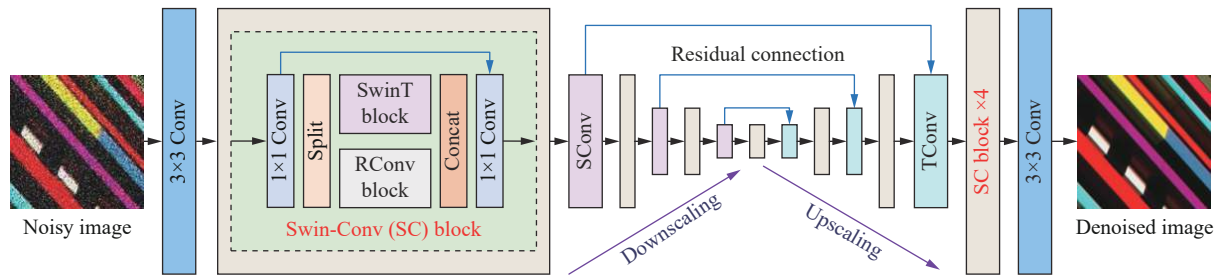 Noisy image
3×3 Conv
1×1 Conv
Split
SwinT
block
RConv
block
Concat
1×1 Conv
Swin-Conv (SC) block
SConv
Residual connection
Downscaling
Upscaling
TConv
SC block ×4
3×3 Conv
Denoised image